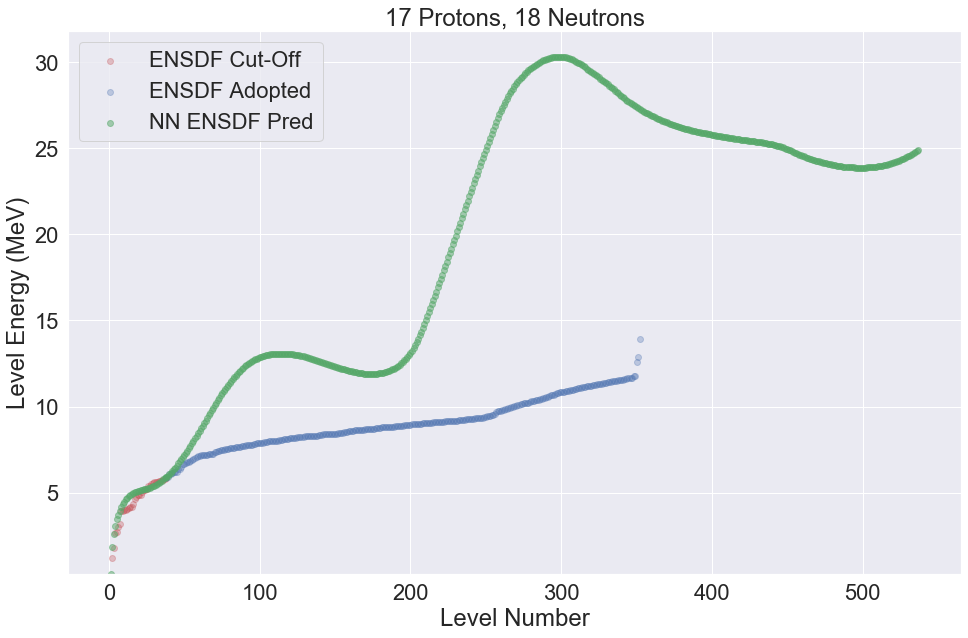 17 Protons, 18 Neutrons
ENSDF Cut-Off
ENSDF Adopted
NN ENSDF Pred
Level Energy (MeV)
30
25
20
15
10
5
0 100 200 300 400 500
Level Number